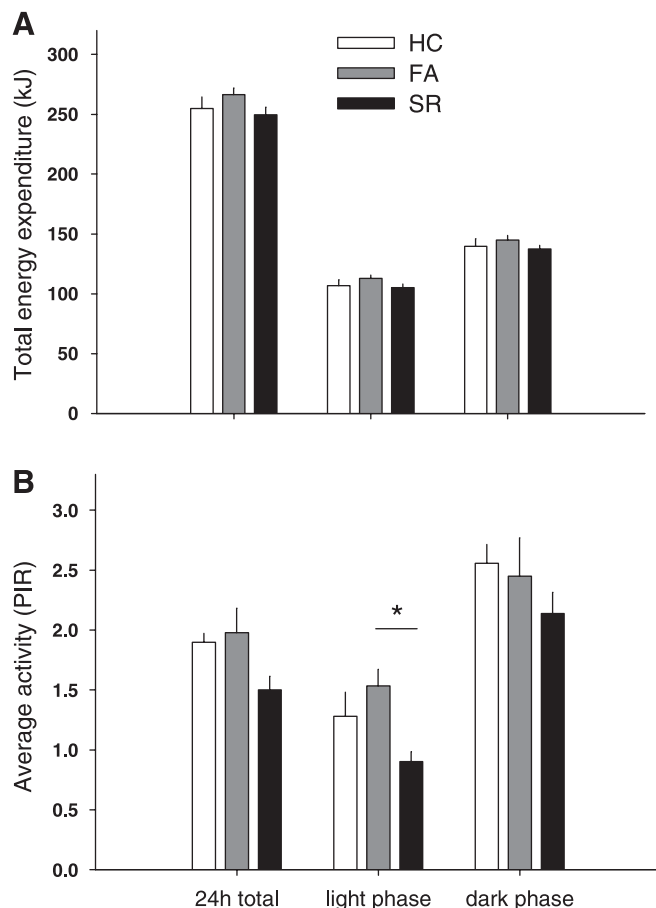 A
Total energy expenditure (kJ)
300
250
200
150
100
50
0
HC
FA
SR
B
Average activity (PIR)
3.0
2.5
2.0
1.5
1.0
0.5
0.0
*
24h total
light phase
dark phase